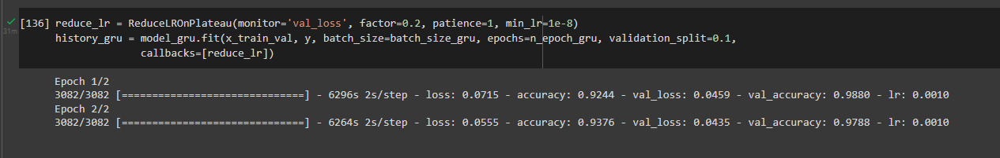 [136] reduce_lr = ReduceLROnPlateau(monitor='val_loss', factor=0.2, patience=1, min_lr=1e-8)
31m
history_gru = model_gru.fit(x_train_val, y, batch_size=batch_size_gru, epochs=n_epoch_gru, validation_split=0.1,
callbacks=[reduce_lr])
Epoch 1/2
3082/3082 [==============================] - 6296s 2s/step - loss: 0.0715 - accuracy: 0.9244 - val_loss: 0.0459 - val_accuracy: 0.9880 - lr: 0.0010
Epoch 2/2
3082/3082 [==============================] - 6264s 2s/step - loss: 0.0555 - accuracy: 0.9376 - val_loss: 0.0435 - val_accuracy: 0.9788 - lr: 0.0010